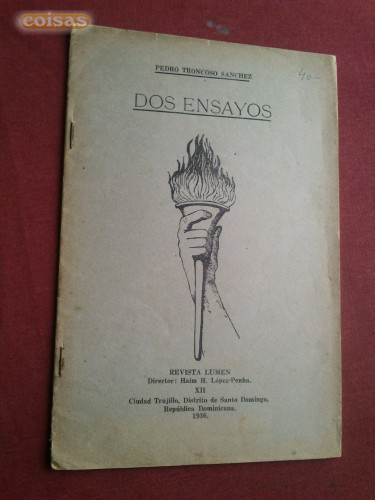 coisas
PEDRO TRONCOSO SANCHEZ
40-
DOS ENSAYOS
REVISTA LUMEN
Director: Haim H. López-Penha.
XII
Ciudad Trujillo, Distrito de Santo Domingo,
República Dominicana.
1936.